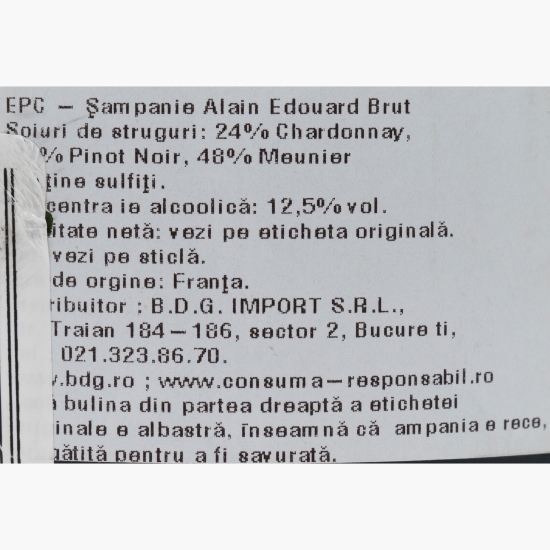 EPC – Şampanie Alain Edouard Brut
Soiuri de struguri: 24% Chardonnay,
% Pinot Noir, 48% Meunier
ţine sulfiţi.
centra ie alcoolică: 12,5% vol.
itate netă: vezi pe eticheta originală.
vezi pe sticlă.
de orgine: Franţa.
ribuitor : B.D.G. IMPORT S.R.L.,
Traian 184–186, sector 2, Bucure ti,
021.323.86.70.
.bdg.ro ; www.consuma–responsabil.ro
bulina din partea dreaptă a etichetei
inale e albastră, înseamnă că ampania e rece,
gătită pentru a fi savurată.